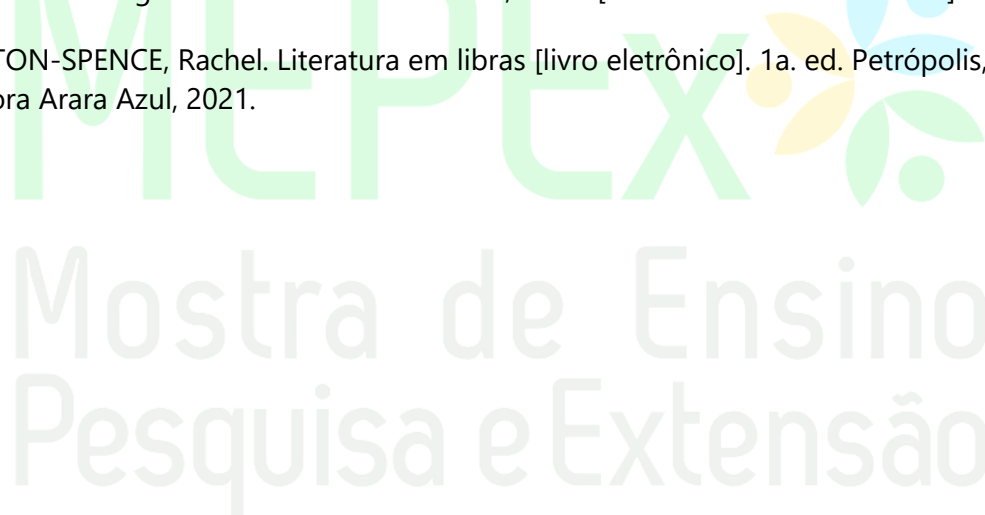 TON-SPENCE, Rachel. Literatura em libras [livro eletrônico]. 1a. ed. Petrópolis,
ora Arara Azul, 2021.
MEPEx
Mostra de Ensino
Pesquisa e Extensão